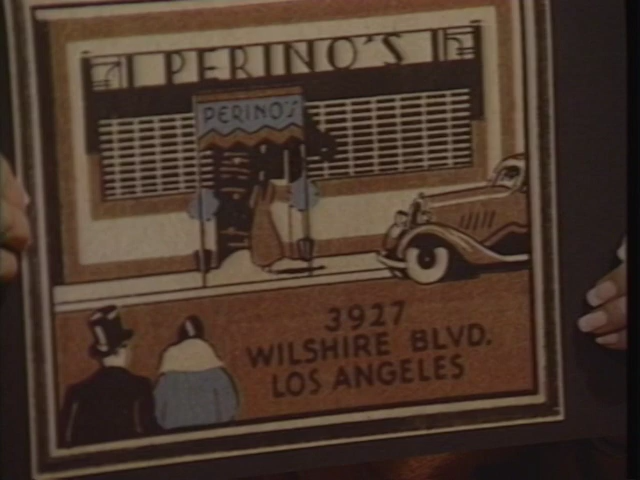 PERINO'S
PERINO'S
3927
WILSHIRE BLVD.
LOS ANGELES